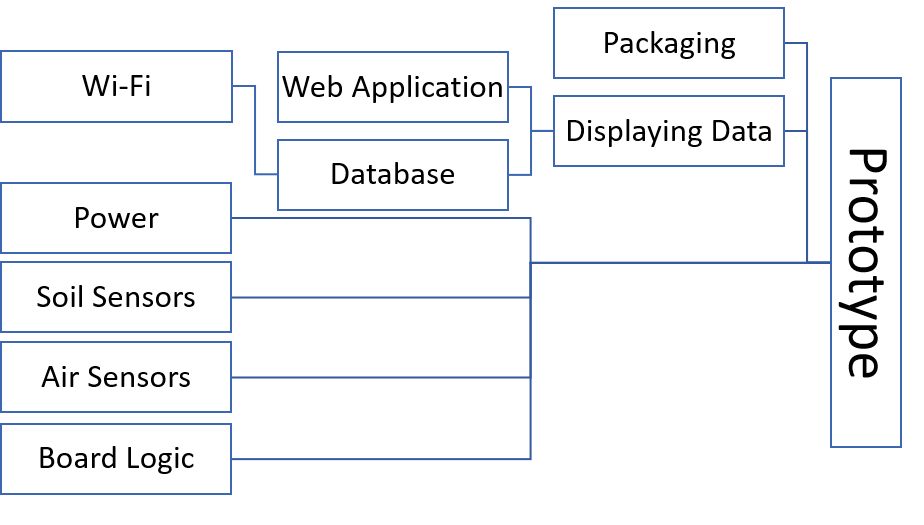 Packaging
Wi-Fi
Web Application
Displaying Data
Database
Power
Soil Sensors
Air Sensors
Board Logic
Prototype